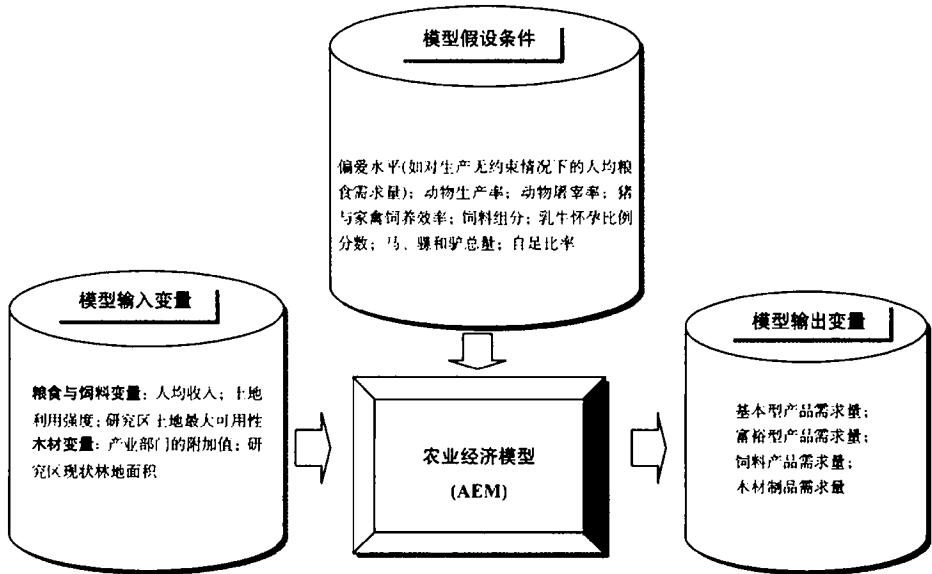 模型假设条件
偏爱水平(如对生产无约束情况下的人均粮
食需求量)；动物生产率；动物屠宰率；猪
与家禽饲养效率；饲料组分；乳牛怀孕比例
分数；马、骡和驴总量；自足比率
模型输入变量
粮食与饲料变量：人均收入；土地
利用强度；研究区土地最大可用性
木材变量：产业部门的附加值；研
究区现状林地面积
农业经济模型
(AEM)
模型输出变量
基本型产品需求量；
富裕型产品需求量；
饲料产品需求量；
木材制品需求量